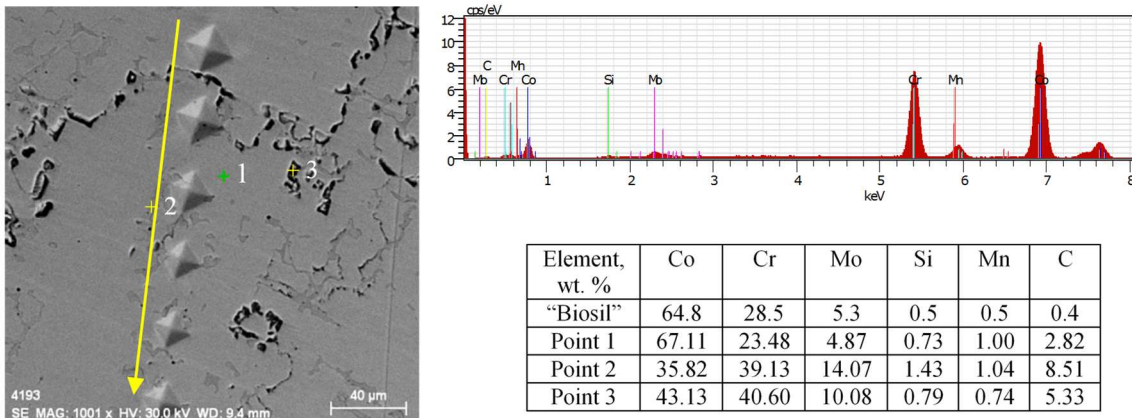 1
2
3
4193
40 µm
SE MAG: 1001 x HV: 30.0 kV WD: 9.4 mm
cps/eV
12
10
8
6
4
2
0
C Mn
Mo Cr Co Si Mo Cr Mn Co
1 2 3 4 5 6 7 8
keV
Element, wt. % Co Cr Mo Si Mn C
“Biosil” 64.8 28.5 5.3 0.5 0.5 0.4
Point 1 67.11 23.48 4.87 0.73 1.00 2.82
Point 2 35.82 39.13 14.07 1.43 1.04 8.51
Point 3 43.13 40.60 10.08 0.79 0.74 5.33